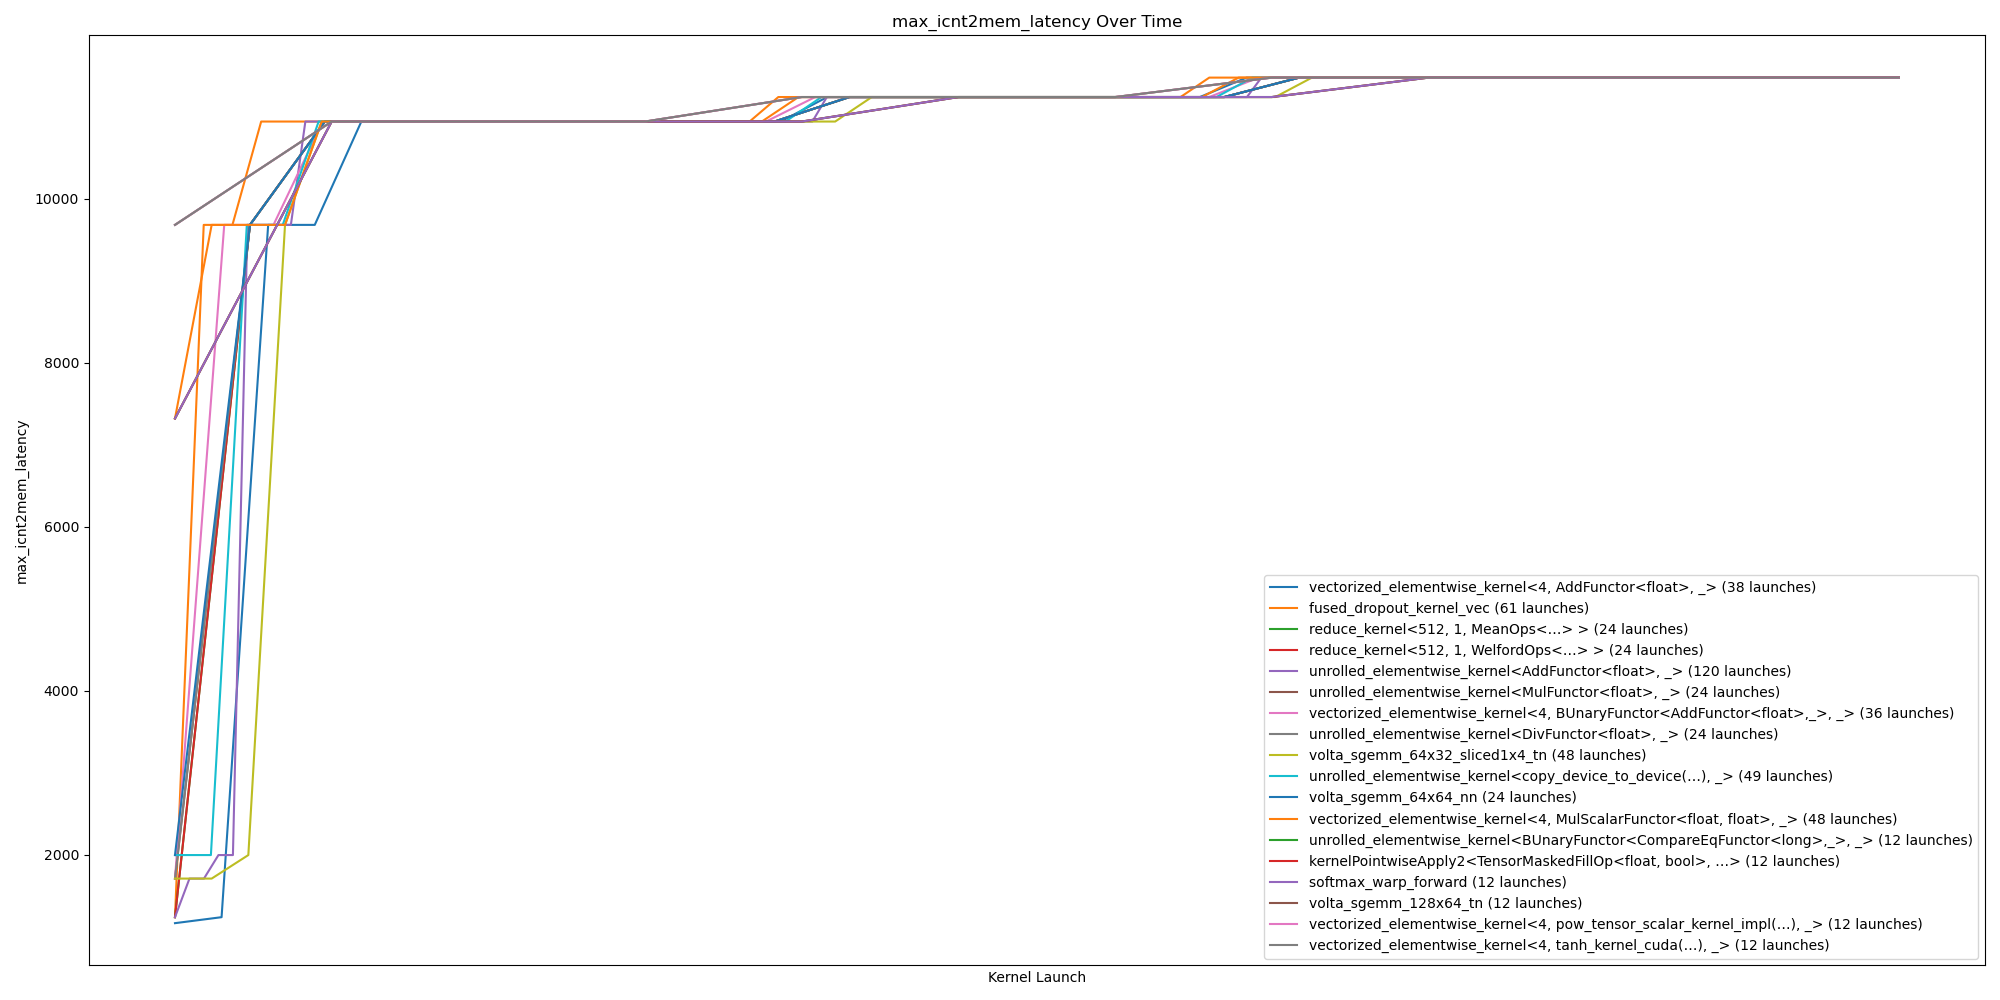 max_icnt2mem_latency Over Time
10000
8000
6000
4000
2000
max_icnt2mem_latency
Kernel Launch
vectorized_elementwise_kernel<4, AddFunctor<float>, _> (38 launches)
fused_dropout_kernel_vec (61 launches)
reduce_kernel<512, 1, MeanOps<...> > (24 launches)
reduce_kernel<512, 1, WelfordOps<...> > (24 launches)
unrolled_elementwise_kernel<AddFunctor<float>, _> (120 launches)
unrolled_elementwise_kernel<MulFunctor<float>, _> (24 launches)
vectorized_elementwise_kernel<4, BUnaryFunctor<AddFunctor<float>,_>, _> (36 launches)
unrolled_elementwise_kernel<DivFunctor<float>, _> (24 launches)
volta_sgemm_64x32_sliced1x4_tn (48 launches)
unrolled_elementwise_kernel<copy_device_to_device(...), _> (49 launches)
volta_sgemm_64x64_nn (24 launches)
vectorized_elementwise_kernel<4, MulScalarFunctor<float, float>, _> (48 launches)
unrolled_elementwise_kernel<BUnaryFunctor<CompareEqFunctor<long>,_>, _> (12 launches)
kernelPointwiseApply2<TensorMaskedFillOp<float, bool>, ...> (12 launches)
softmax_warp_forward (12 launches)
volta_sgemm_128x64_tn (12 launches)
vectorized_elementwise_kernel<4, pow_tensor_scalar_kernel_impl(...), _> (12 launches)
vectorized_elementwise_kernel<4, tanh_kernel_cuda(...), _> (12 launches)